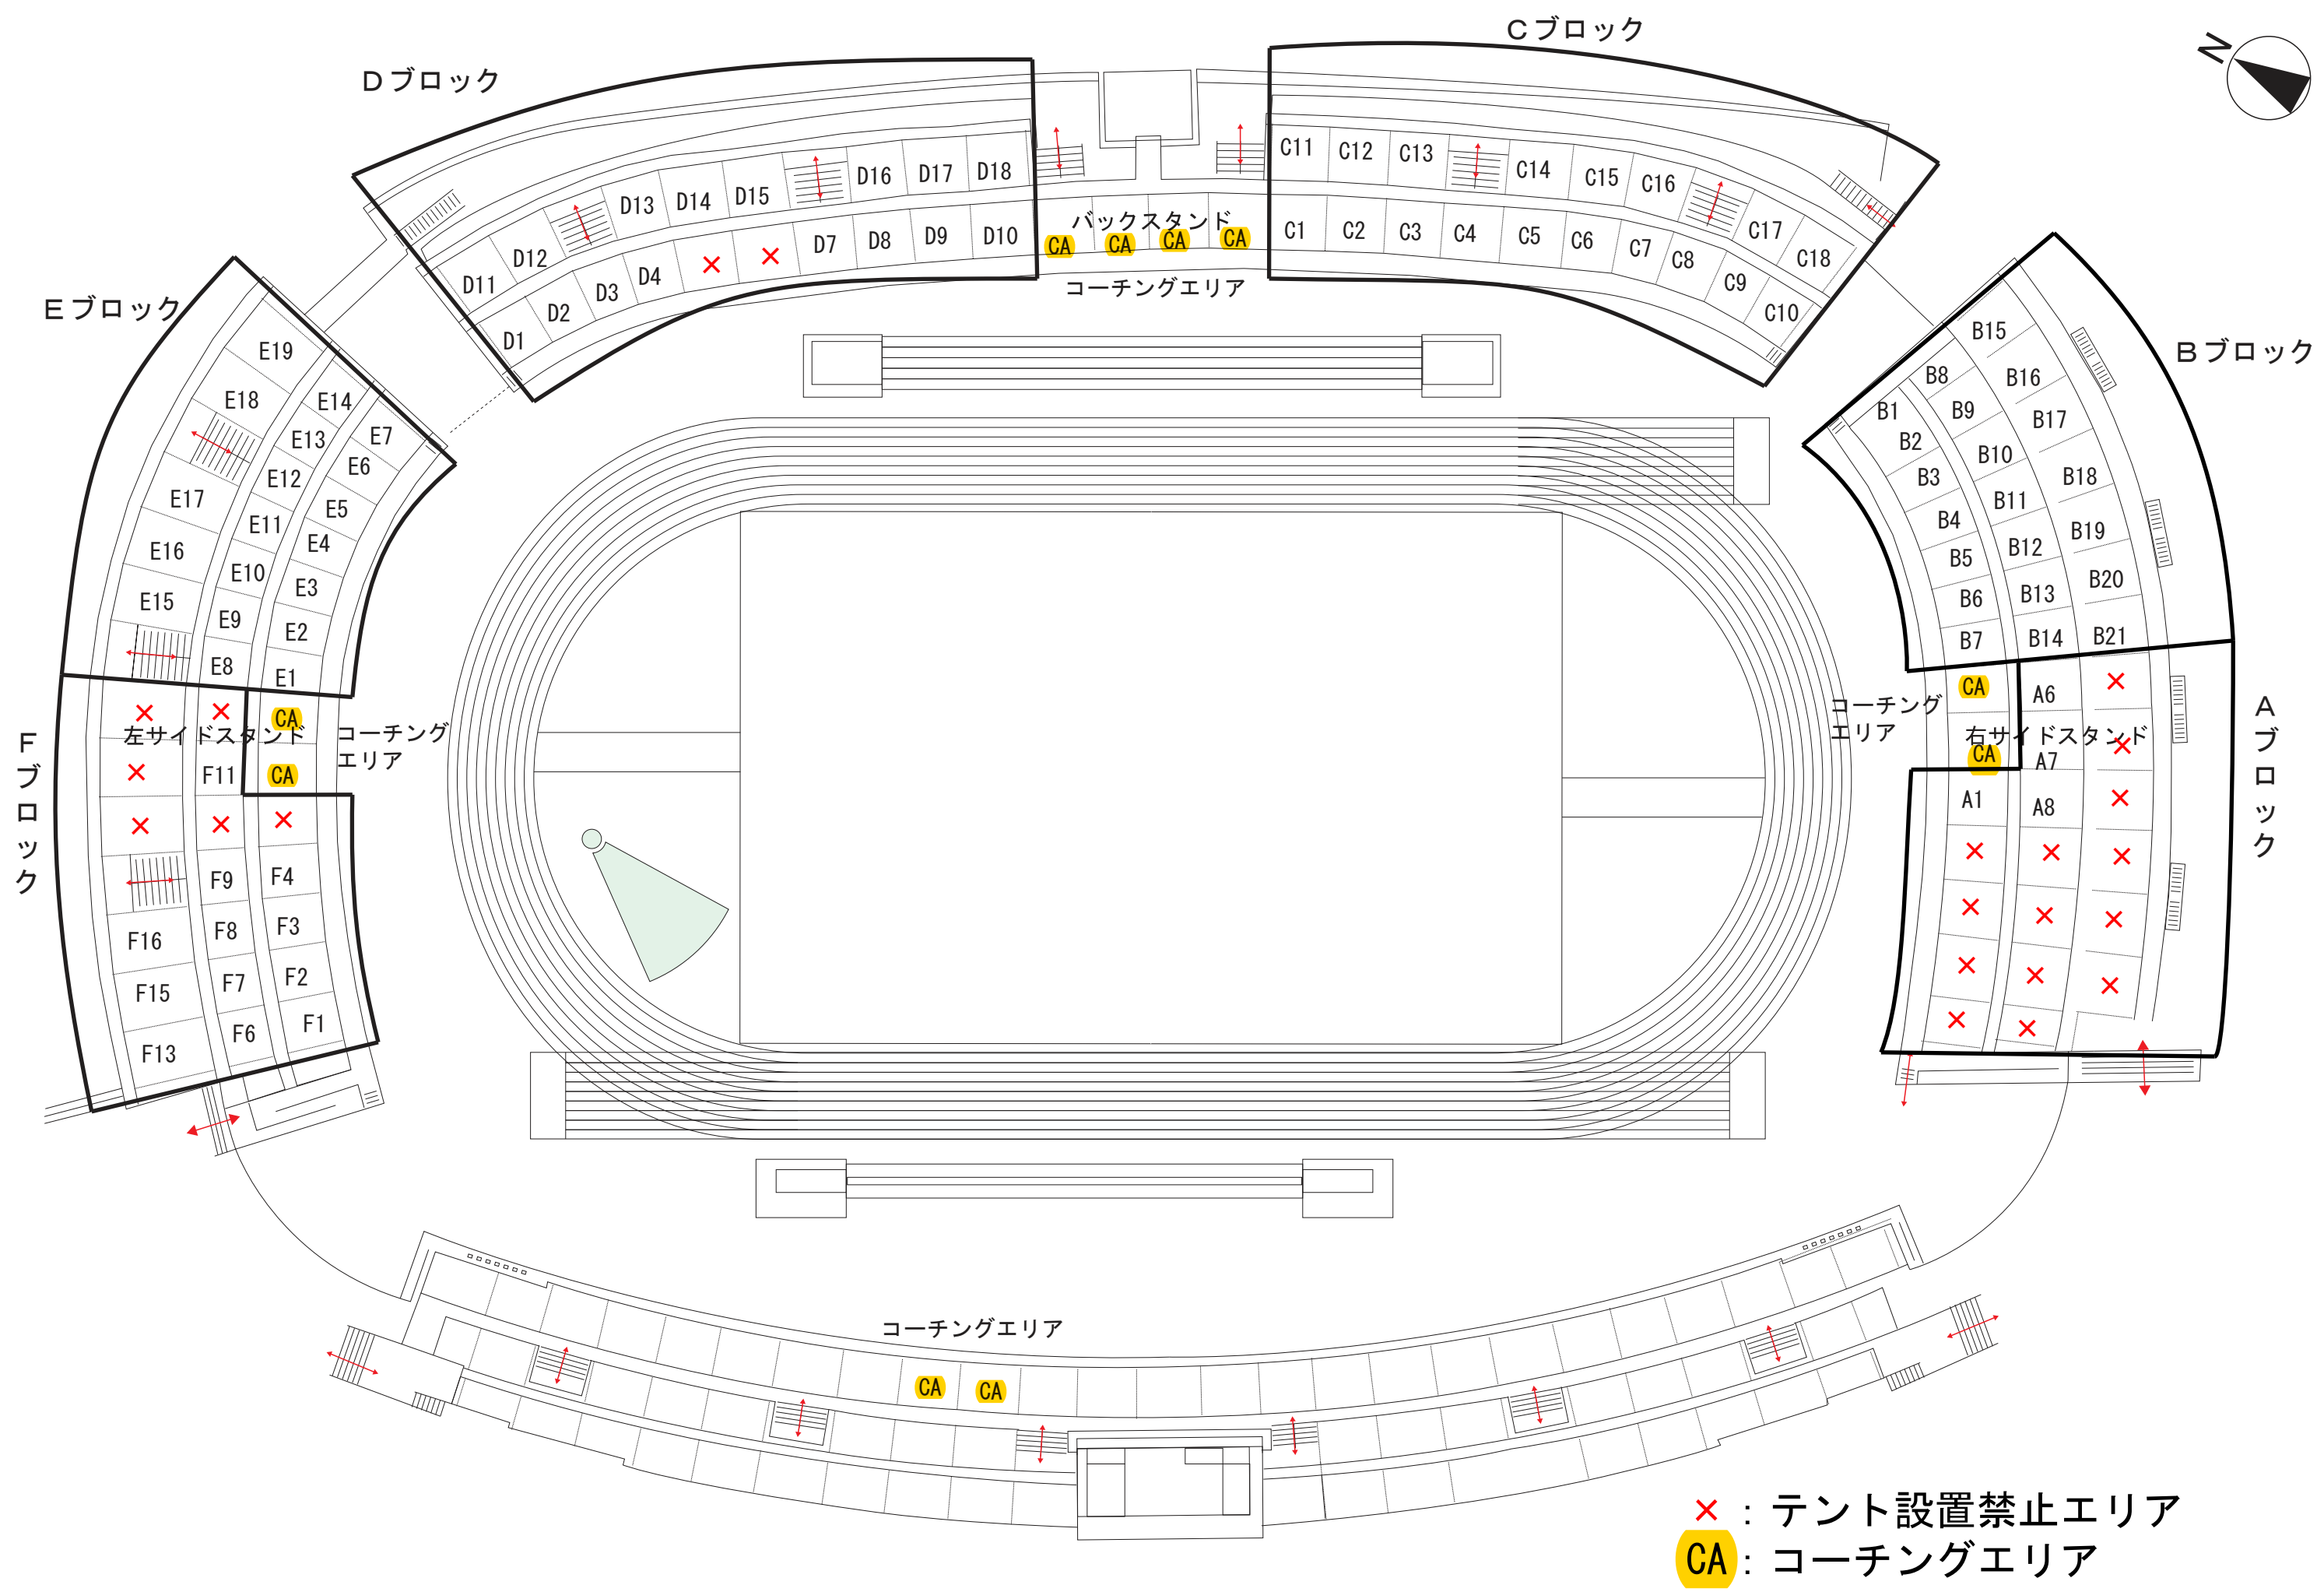 Cブロック
N
Dブロック
C11 C12 C13 C14 C15 C16 C17 C18
D11 D12 D13 D14 D15 D16 D17 D18
バックスタンド
CA CA CA CA
コーチングエリア
D1 D2 D3 D4 × × D7 D8 D9 D10
C1 C2 C3 C4 C5 C6 C7 C8 C9 C10
Eブロック
E19
E18
E17
E16
E15
E14
E13
E12
E11
E10
E9
E8
E7
E6
E5
E4
E3
E2
E1
Bブロック
B1
B2
B3
B4
B5
B6
B7
B8
B9
B10
B11
B12
B13
B14
B15
B16
B17
B18
B19
B20
B21
Fブロック
× × CA
左サイドスタンド
コーチング
エリア
× F11 CA
× × ×
F9 F4
F16 F8 F3
F15 F7 F2
F13 F6 F1
Aブロック
CA A6 ×
コーチング
エリア
右サイドスタンド
CA A7 ×
A1 A8 ×
× × ×
× × ×
× × ×
× ×
コーチングエリア
CA CA
×：テント設置禁止エリア
CA：コーチングエリア